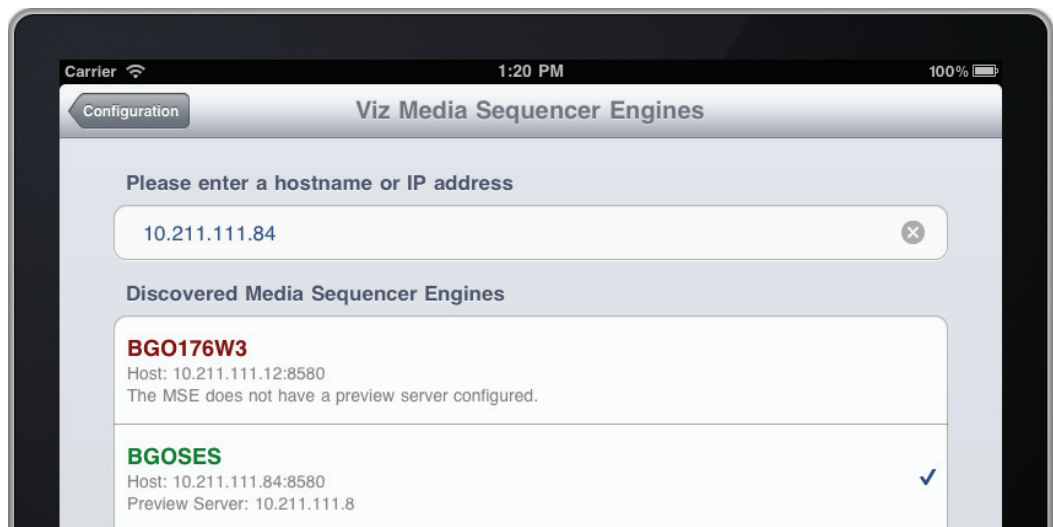 Carrier 1:20 PM 100%
Configuration Viz Media Sequencer Engines
Please enter a hostname or IP address
10.211.111.84
Discovered Media Sequencer Engines
BGO176W3
Host: 10.211.111.12:8580
The MSE does not have a preview server configured.
BGOSES
Host: 10.211.111.84:8580
Preview Server: 10.211.111.8